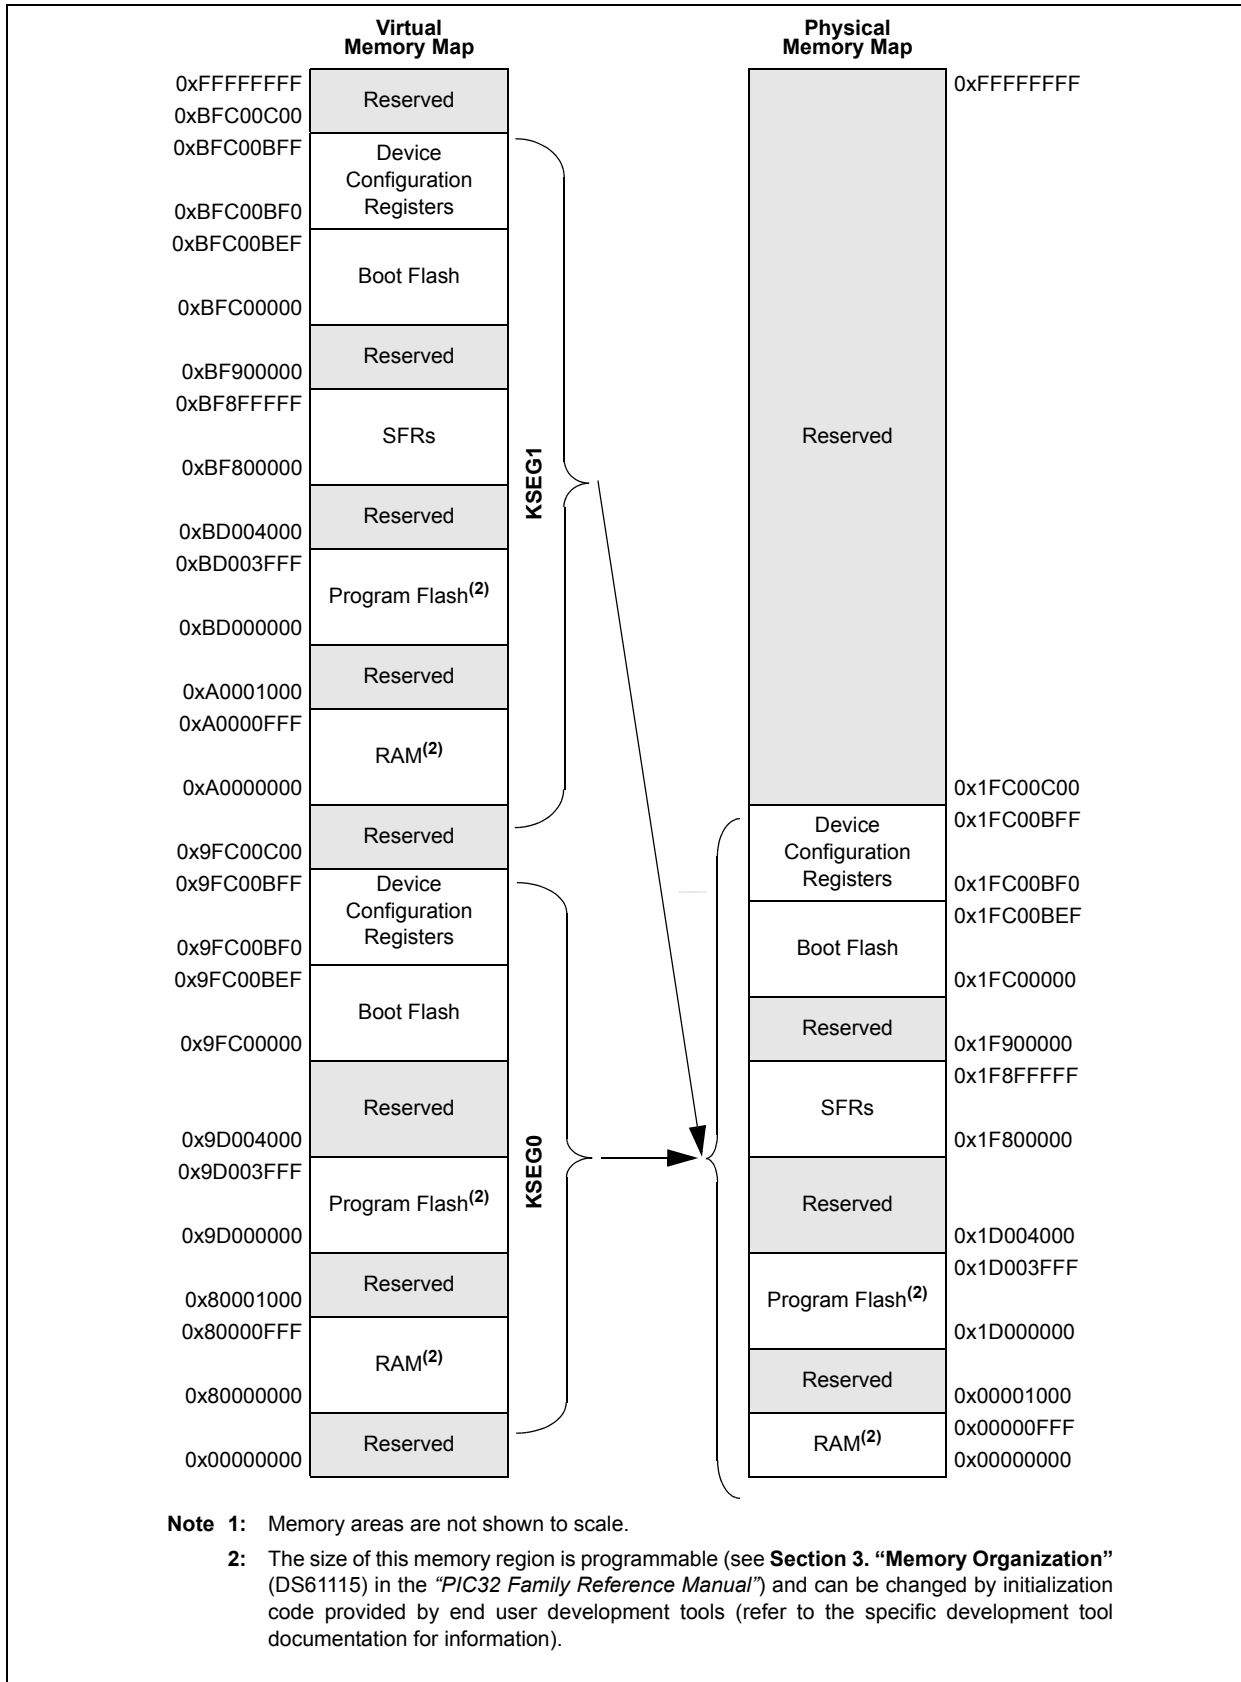 Virtual
Memory Map
Physical
Memory Map
0xFFFFFFFF
Reserved
0xBFC00C00
0xBFC00BFF
Device
Configuration
Registers
0xBFC00BF0
0xBFC00BEF
Boot Flash
0xBFC00000
Reserved
0xBF900000
0xBF8FFFFF
SFRs
0xBF800000
Reserved
0xBD004000
0xBD003FFF
Program Flash(2)
0xBD000000
Reserved
0xA0001000
0xA0000FFF
RAM(2)
0xA0000000
Reserved
0x9FC00C00
0x9FC00BFF
Device
Configuration
Registers
0x9FC00BF0
0x9FC00BEF
Boot Flash
0x9FC00000
Reserved
0x9D004000
0x9D003FFF
Program Flash(2)
0x9D000000
Reserved
0x80001000
0x80000FFF
RAM(2)
0x80000000
Reserved
0x00000000
KSEG1
KSEG0
0xFFFFFFFF
Reserved
0x1FC00C00
0x1FC00BFF
Device
Configuration
Registers
0x1FC00BF0
0x1FC00BEF
Boot Flash
0x1FC00000
Reserved
0x1F900000
0x1F8FFFFF
SFRs
0x1F800000
Reserved
0x1D004000
0x1D003FFF
Program Flash(2)
0x1D000000
Reserved
0x00001000
0x00000FFF
RAM(2)
0x00000000
Note 1: Memory areas are not shown to scale.
2: The size of this memory region is programmable (see Section 3. “Memory Organization”
(DS61115) in the “PIC32 Family Reference Manual”) and can be changed by initialization
code provided by end user development tools (refer to the specific development tool
documentation for information).